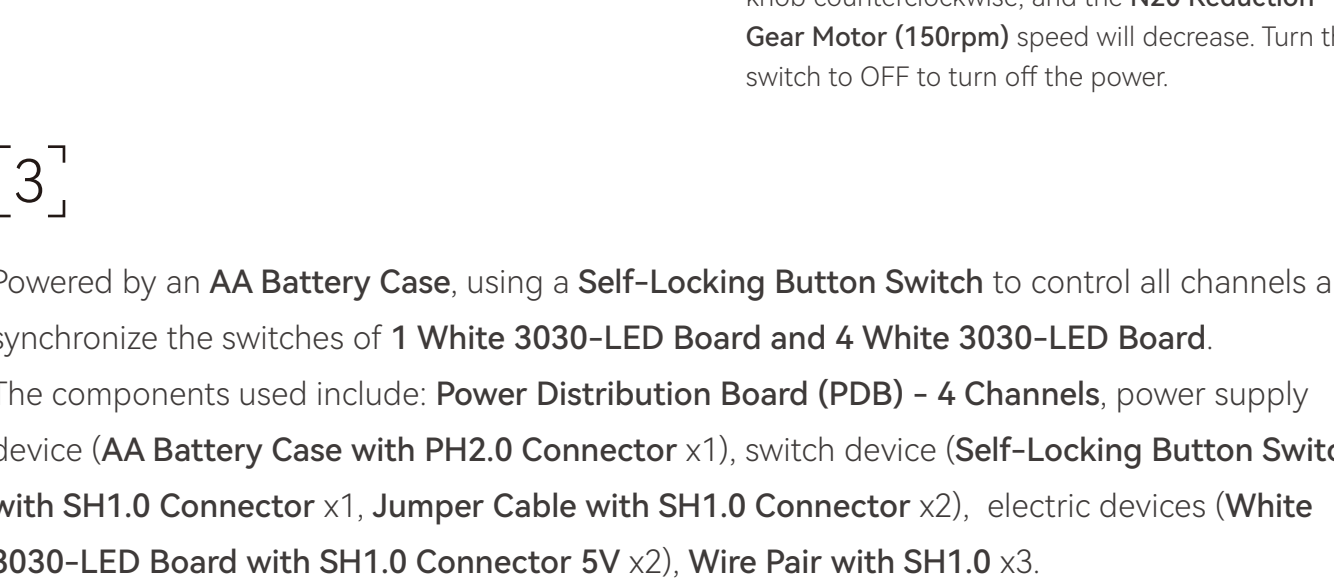 knob counterclockwise, and the N20 Reduction
Gear Motor (150rpm) speed will decrease. Turn
switch to OFF to turn off the power.
[3]
Powered by an AA Battery Case, using a Self-Locking Button Switch to control all channels
synchronize the switches of 1 White 3030-LED Board and 4 White 3030-LED Board.
The components used include: Power Distribution Board (PDB) - 4 Channels, power supply
device (AA Battery Case with PH2.0 Connector x1), switch device (Self-Locking Button
with SH1.0 Connector x1, Jumper Cable with SH1.0 Connector x2), electric devices (White
3030-LED Board with SH1.0 Connector 5V x2), Wire Pair with SH1.0 x3.